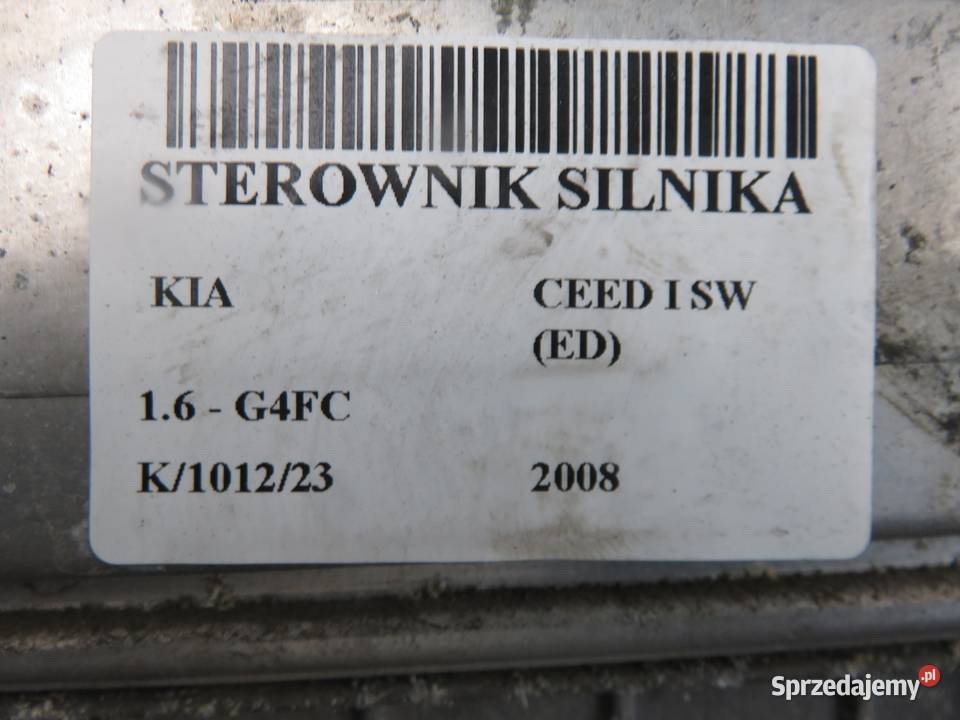 STEROWNIK SILNIKA
KIA CEED I SW
(ED)
1.6 - G4FC
K/1012/23 2008
Sprzedajemy.pl